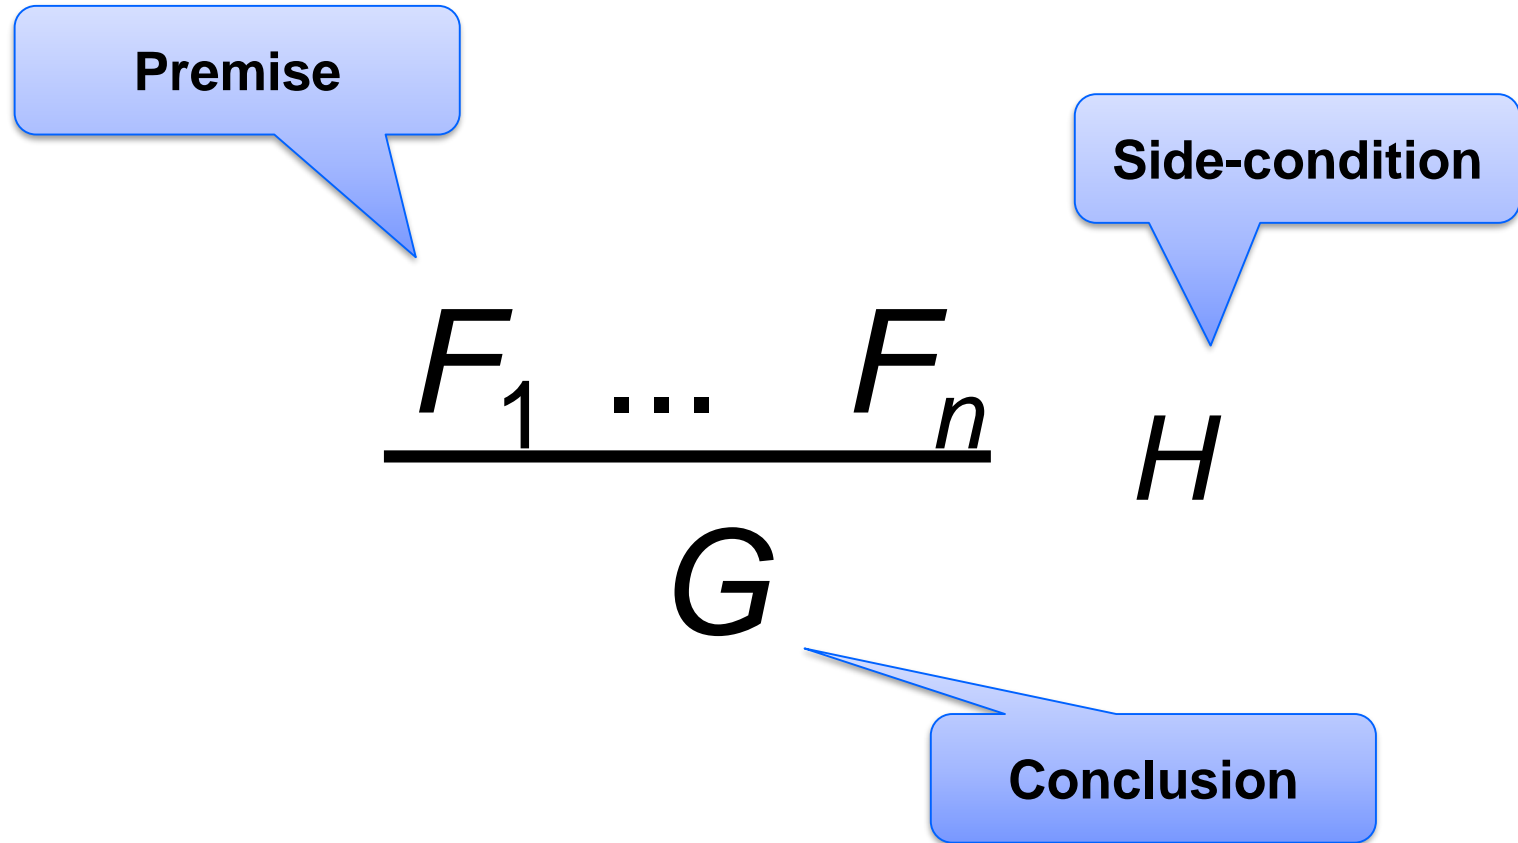 Premise
Side-condition
F1 ... Fn
H
G
Conclusion